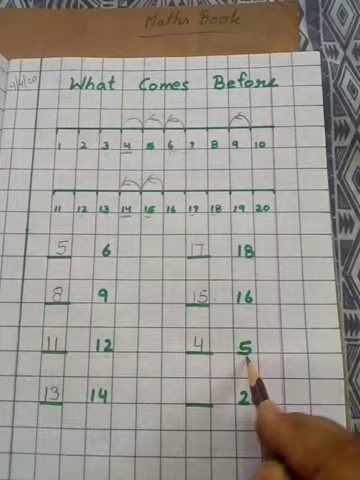 Maths Book
What Comes Before
1 2 3 4 5 6 7 8 9 10
11 12 13 14 15 16 17 18 19 20
5 6 17 18
8 9 15 16
11 12 4 5
13 14 2